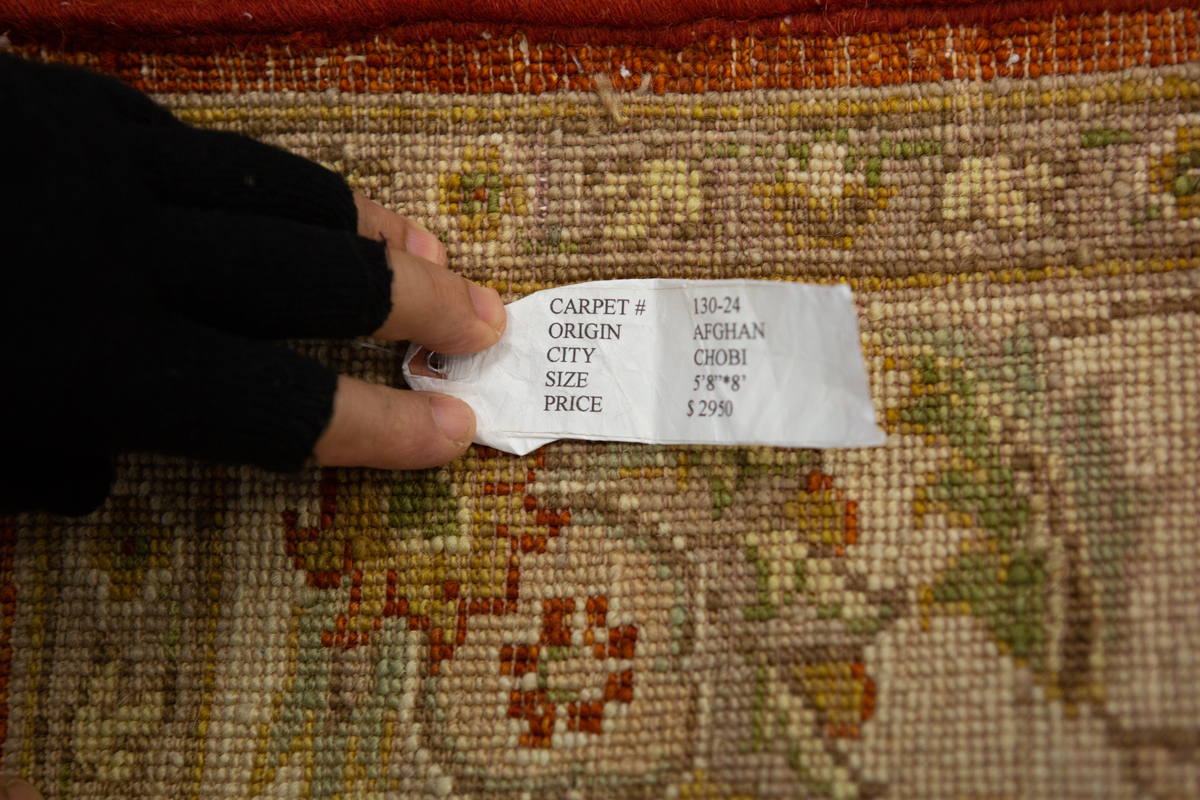 CARPET # 130-24
ORIGIN AFGHAN
CITY CHOBI
SIZE 5'8"*8'
PRICE $ 2950